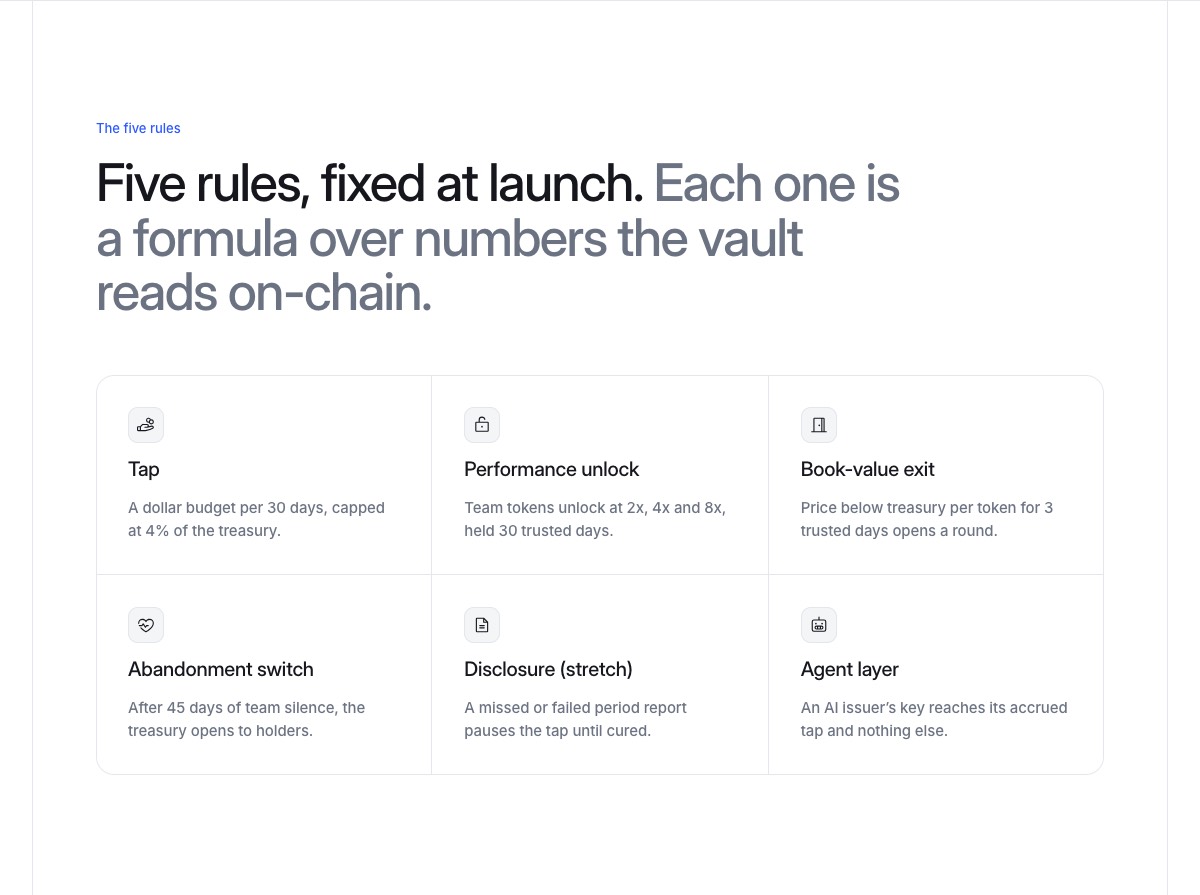 The five rules
Five rules, fixed at launch. Each one is
a formula over numbers the vault
reads on-chain.
Tap
A dollar budget per 30 days, capped
at 4% of the treasury.
Performance unlock
Team tokens unlock at 2x, 4x and 8x,
held 30 trusted days.
Book-value exit
Price below treasury per token for 3
trusted days opens a round.
Abandonment switch
After 45 days of team silence, the
treasury opens to holders.
Disclosure (stretch)
A missed or failed period report
pauses the tap until cured.
Agent layer
An AI issuer’s key reaches its accrued
tap and nothing else.